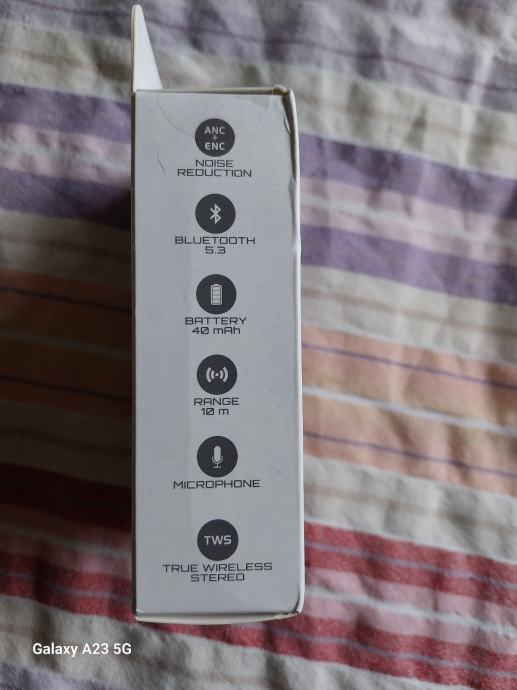 ANC
+
ENC
NOISE
REDUCTION
BLUETOOTH
5.3
BATTERY
40 mAh
RANGE
10 m
MICROPHONE
TWS
TRUE WIRELESS
STEREO
Galaxy A23 5G